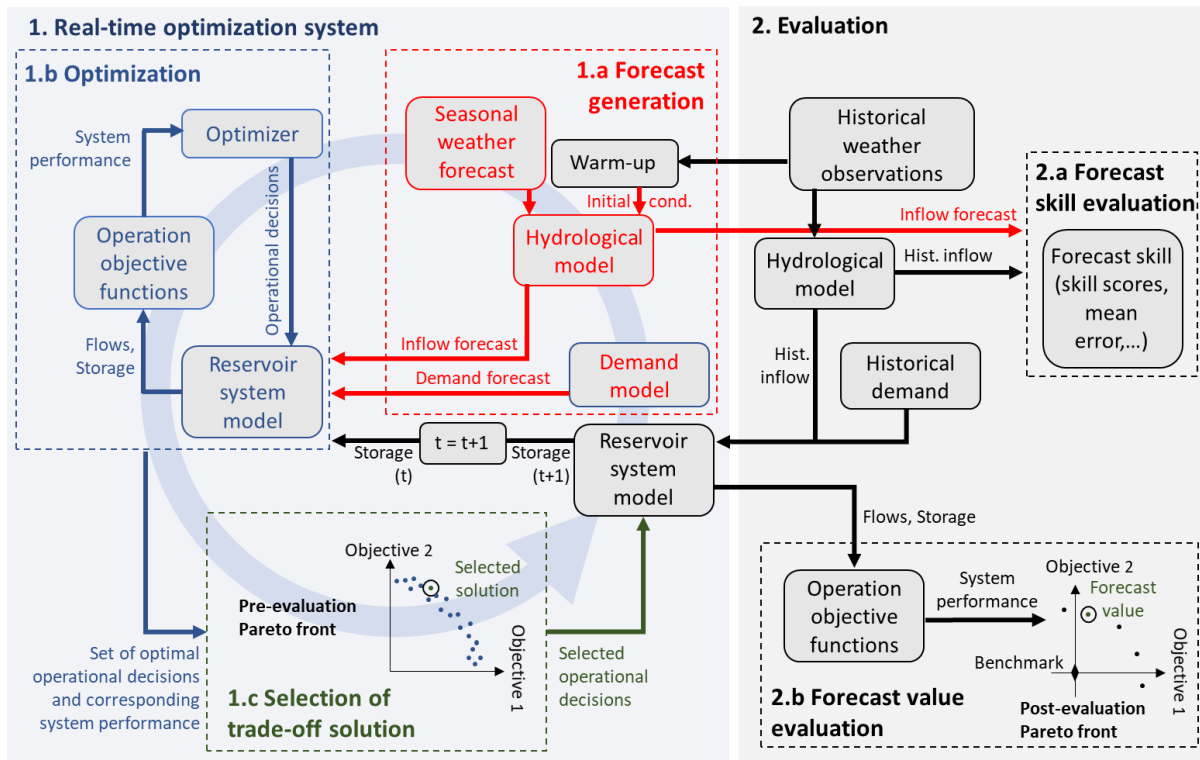 1. Real-time optimization system
1.b Optimization
System
performance
Optimizer
Operational decisions
Operation
objective
functions
Flows,
Storage
Reservoir
system
model
1.a Forecast
generation
Seasonal
weather
forecast
Warm-up
Initial cond.
Hydrological
model
Inflow forecast
Demand forecast
Demand
model
Storage
(t)
t = t+1
Storage
(t+1)
Reservoir
system
model
Set of optimal
operational decisions
and corresponding
system performance
Objective 2
Selected
solution
Pre-evaluation
Pareto front
Objective 1
1.c Selection of
trade-off solution
Selected
operational
decisions
2. Evaluation
Historical
weather
observations
Inflow forecast
Hydrological
model
Hist. inflow
Hist.
inflow
Historical
demand
2.a Forecast
skill evaluation
Forecast skill
(skill scores,
mean
error,...)
Flows, Storage
Operation
objective
functions
System
performance
Objective 2
Forecast
value
Benchmark
Objective 1
2.b Forecast value
evaluation
Post-evaluation
Pareto front